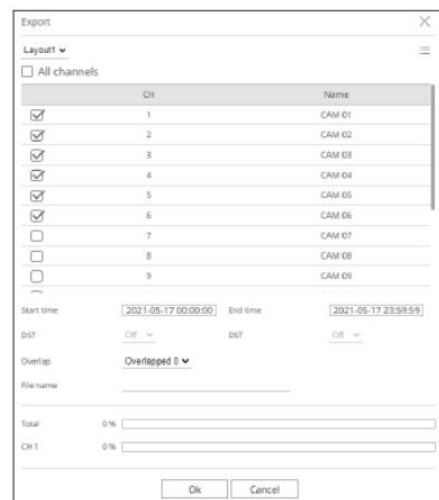 Export
Layout1
All channels
CH Name
1 CAM 01
2 CAM 02
3 CAM 03
4 CAM 04
5 CAM 05
6 CAM 06
7 CAM 07
8 CAM 08
9 CAM 09
Start time 2021-05-17 00:00:00 End time 2021-05-17 23:59:59
DST Off DST Off
Overlap Overlapped 0
File name
Total 0 %
CH 1 0 %
Ok Cancel